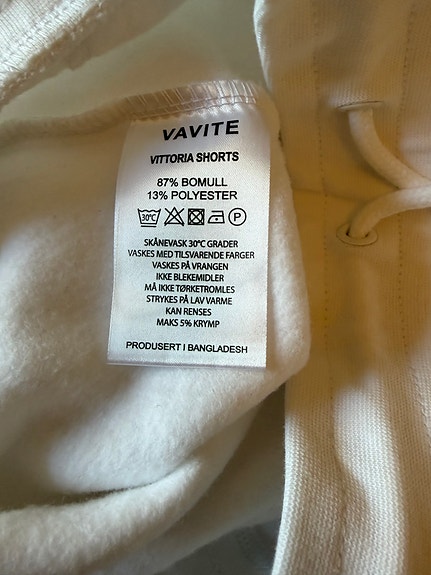 VAVITE
VITTORIA SHORTS
87% BOMULL
13% POLYESTER
30°C P
SKÅNEVASK 30°C GRADER
VASKES MED TILSVARENDE FARGER
VASKES PÅ VRANGEN
IKKE BLEKEMIDLER
MÅ IKKE TØRKETROMLES
STRYKES PÅ LAV VARME
KAN RENSES
MAKS 5% KRYMP
PRODUSERT I BANGLADESH